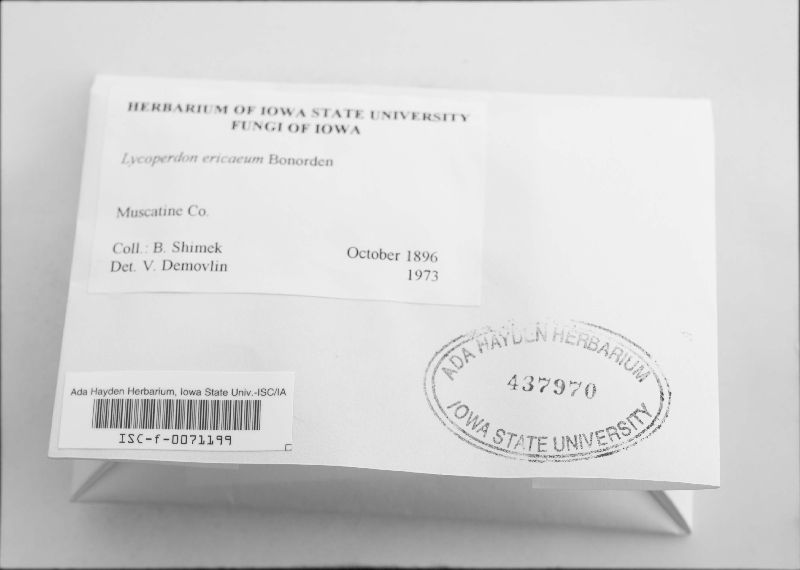 HERBARIUM OF IOWA STATE UNIVERSITY
FUNGI OF IOWA
Lycoperdon ericaeum Bonorden
Muscatine Co.
Coll.: B. Shimek
October 1896
Det. V. Demovlin
1973
ADA HAYDEN HERBARIUM
437970
IOWA STATE UNIVERSITY
Ada Hayden Herbarium, Iowa State Univ.-ISC/IA
ISC-f-0071199